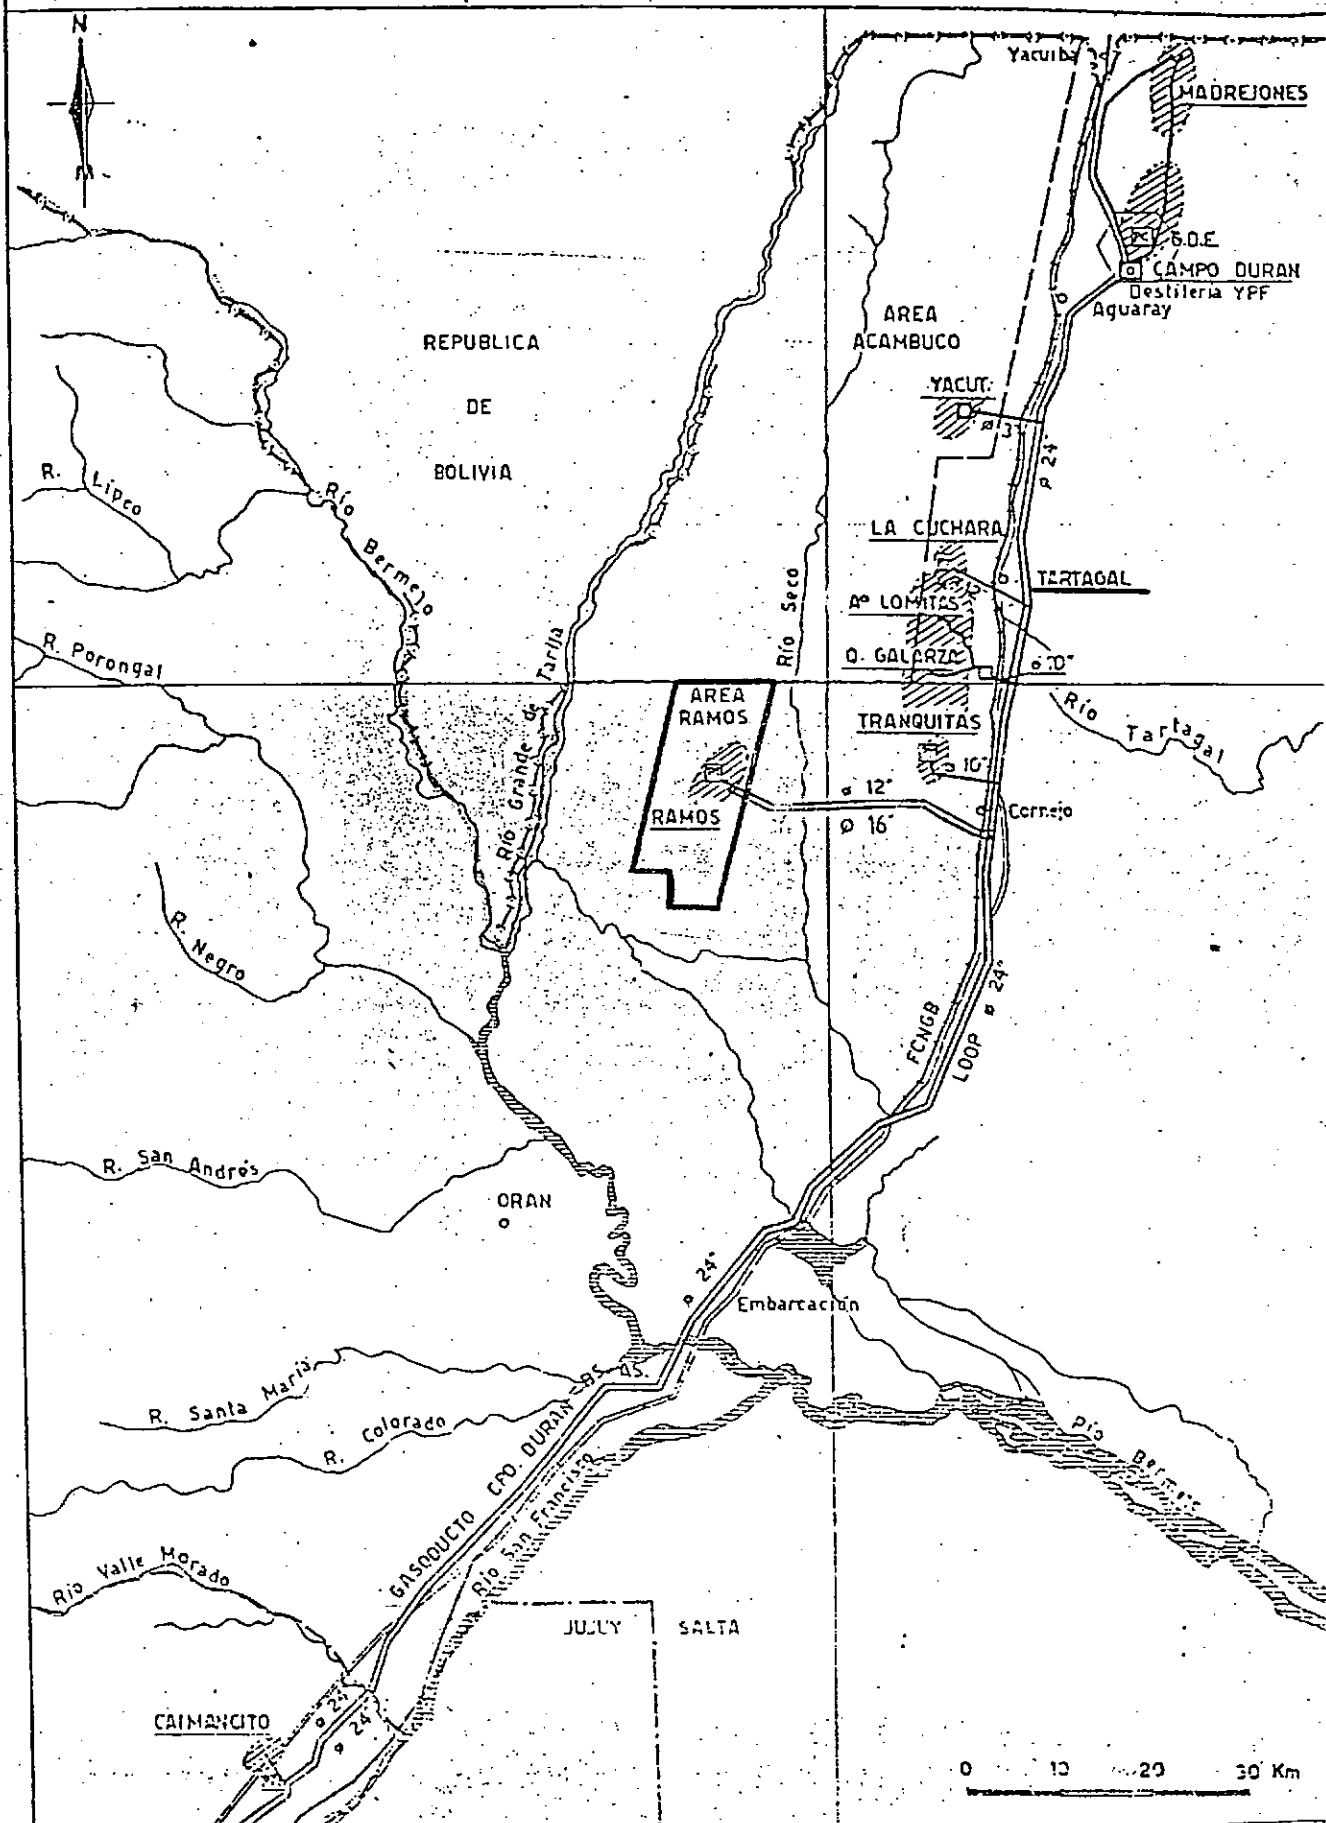 N
Yacuiba
MADREJONES
CAMPO DURAN
Destileria YPF
Aguaray
REPUBLICA
DE
BOLIVIA
AREA
ACAMBUCO
YACUT.
ø 3"
ø 24"
R. Lipeo
Río Bermejo
LA CUCHARA
TARTAGAL
Aº LOMITAS
Río Seco
Q. GALARZA
R. Porongal
Río Grande de Tarija
AREA
RAMOS
TRANQUITAS
Río Tartagal
ø 10"
ø 12"
ø 16"
Cornejo
RAMOS
R. Negro
FCNGB
LOOP ø 24"
R. San Andrés
ORAN
ø 24"
Embarcación
R. Santa María
R. Colorado
GASODUCTO CPO. DURAN - BS. AS.
Río San Francisco
Río Bermejo
Río Valle Morado
JUJUY SALTA
CAIMANCITO
ø 24"
ø 24"
0 10 20 30 Km